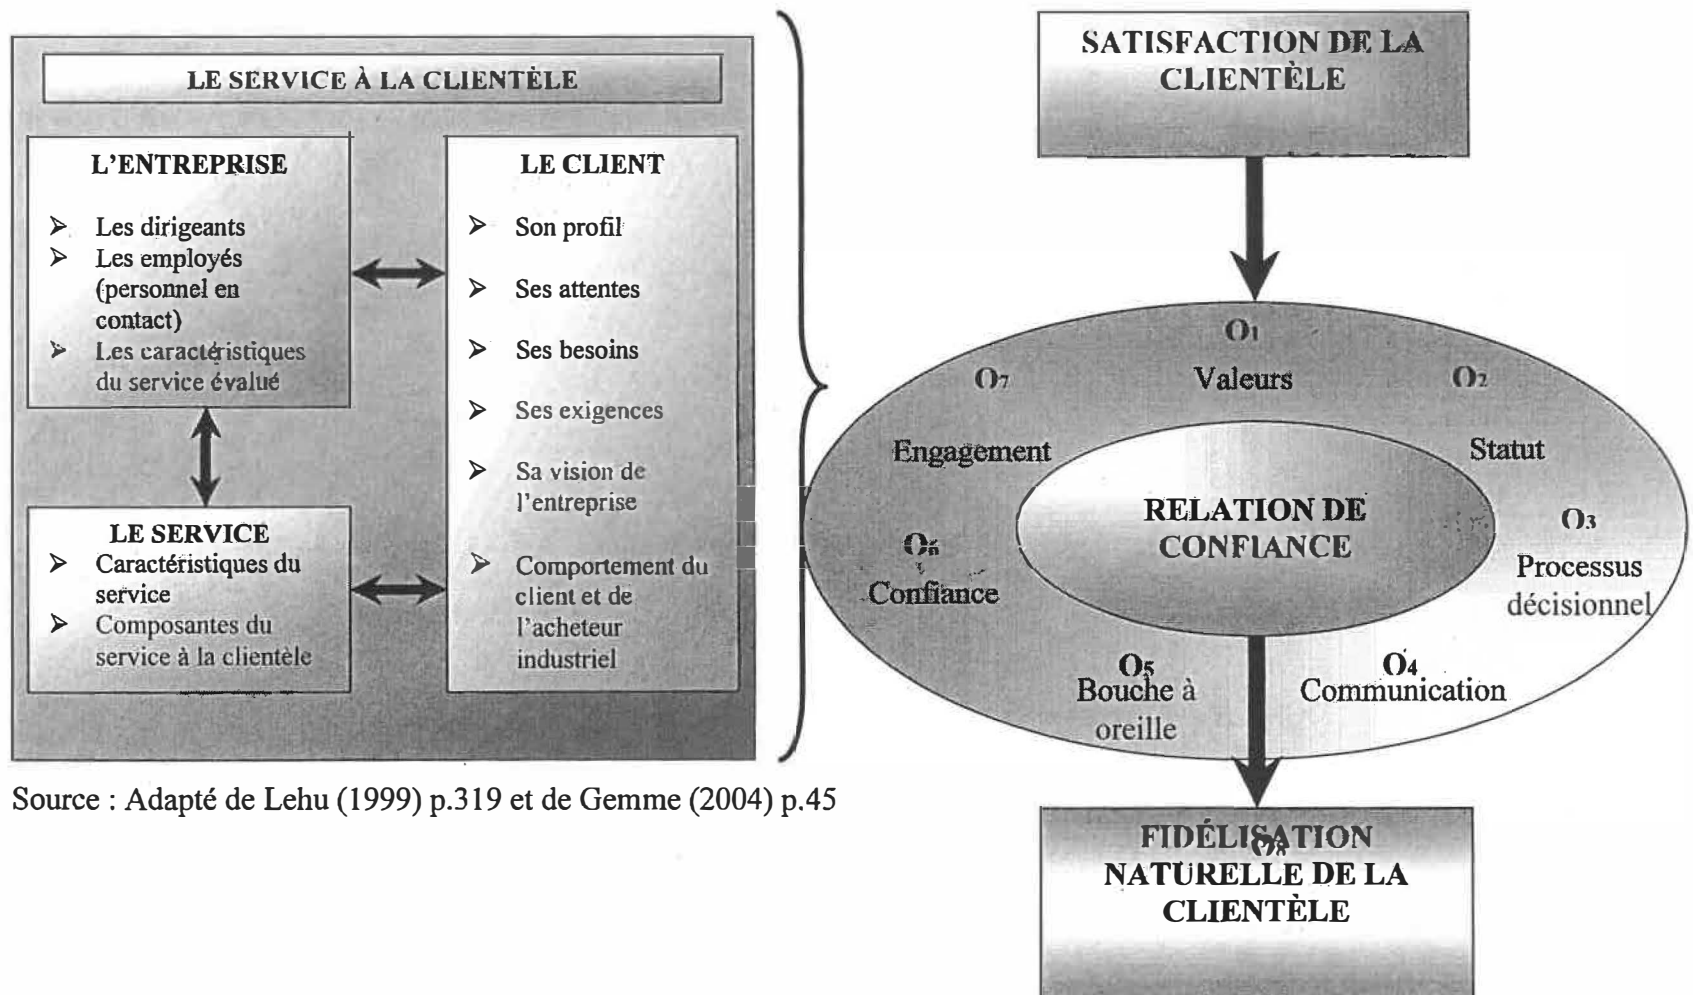 LE SERVICE À LA CLIENTÈLE
L'ENTREPRISE
➢ Les dirigeants
➢ Les employés
(personnel en
contact)
➢ Les caractéristiques
du service évalué
LE SERVICE
➢ Caractéristiques du
service
➢ Composantes du
service à la clientèle
LE CLIENT
➢ Son profil
➢ Ses attentes
➢ Ses besoins
➢ Ses exigences
➢ Sa vision de
l'entreprise
➢ Comportement du
client et de
l'acheteur
industriel
Source : Adapté de Lehu (1999) p.319 et de Gemme (2004) p.45
SATISFACTION DE LA
CLIENTÈLE
O1
Valeurs
O2
Statut
O3
Processus
décisionnel
O4
Communication
O5
Bouche à
oreille
O6
Confiance
O7
Engagement
RELATION DE
CONFIANCE
FIDÉLISATION
O8
NATURELLE DE LA
CLIENTÈLE